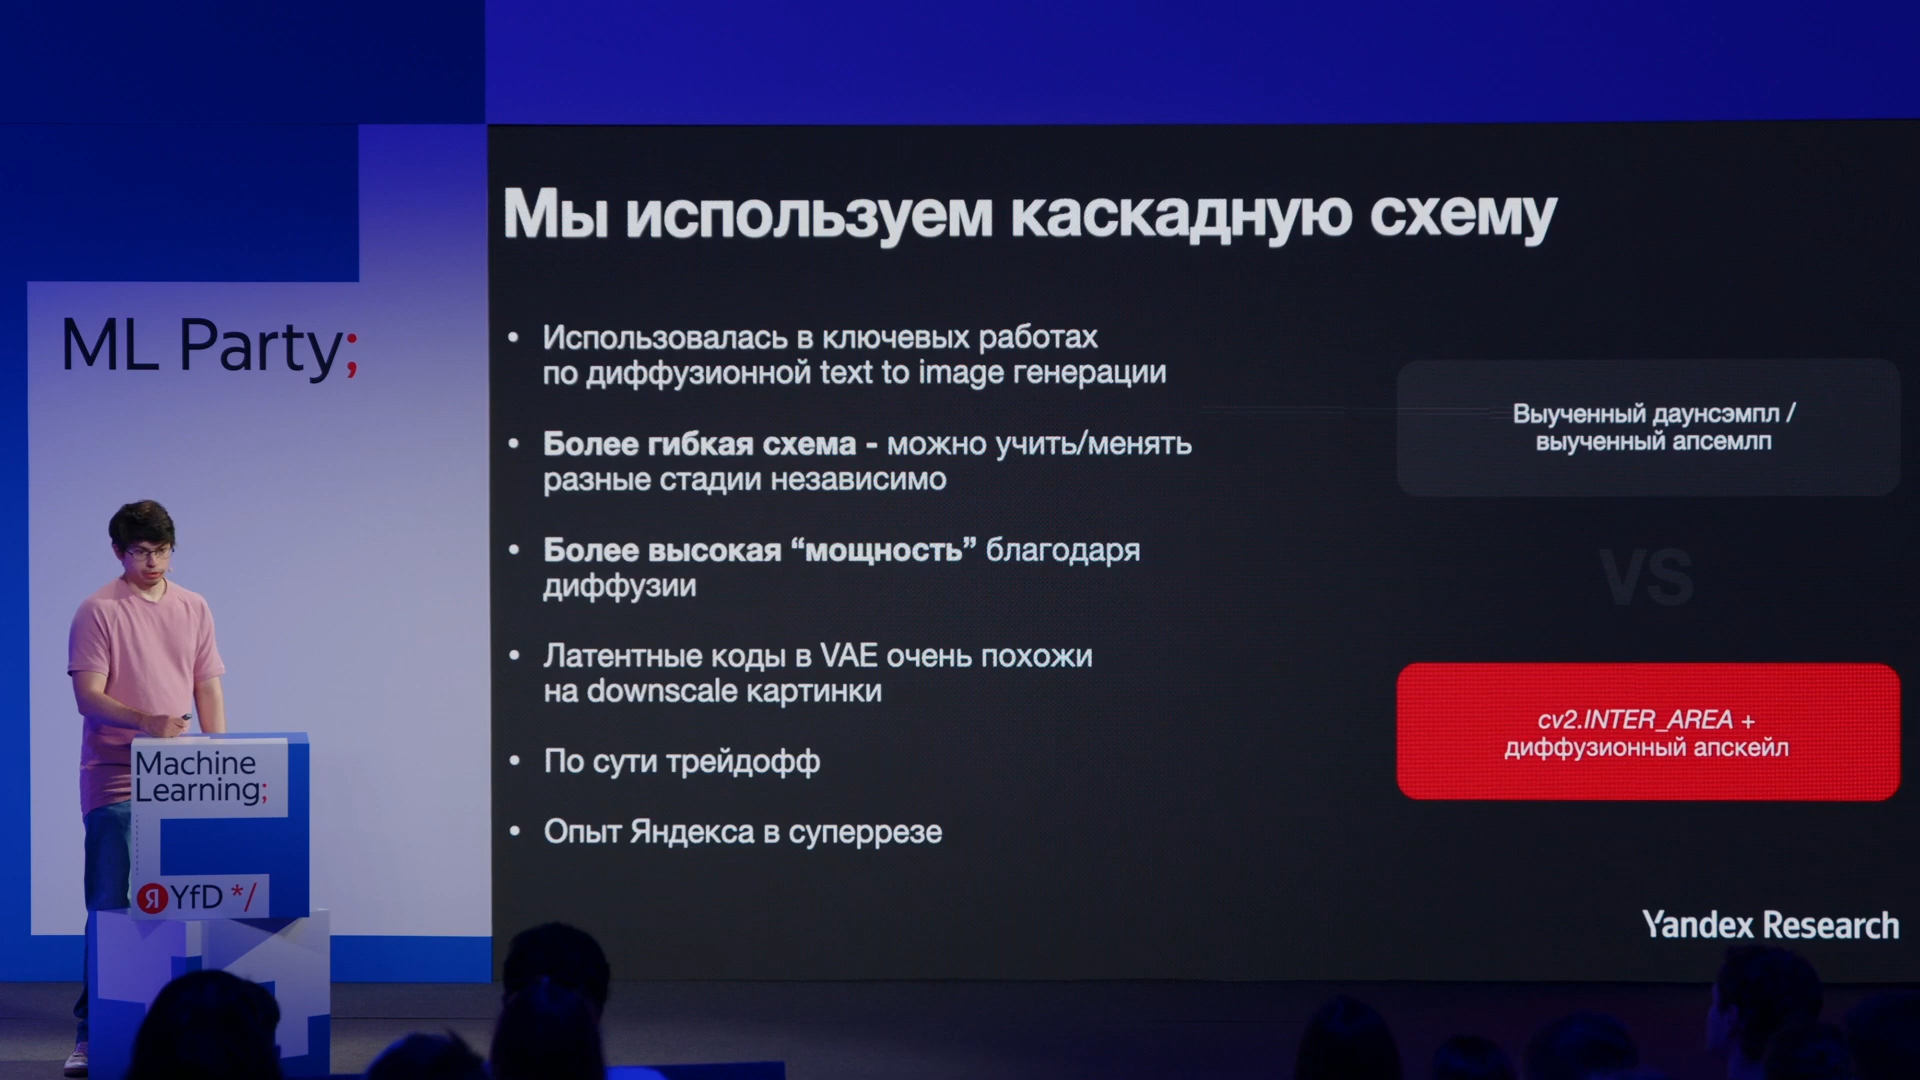 ML Party;
Machine
Learning;
Я YfD */
Мы используем каскадную схему
• Использовалась в ключевых работах
по диффузионной text to image генерации
• Более гибкая схема - можно учить/менять
разные стадии независимо
• Более высокая “мощность” благодаря
диффузии
• Латентные коды в VAE очень похожи
на downscale картинки
• По сути трейдофф
• Опыт Яндекса в суперрезе
Выученный даунсэмпл /
выученный апсемлп
VS
cv2.INTER_AREA +
диффузионный апскейл
Yandex Research